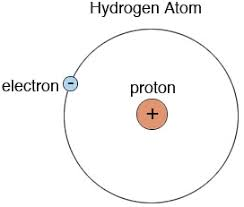 Hydrogen Atom
electron
-
proton
+